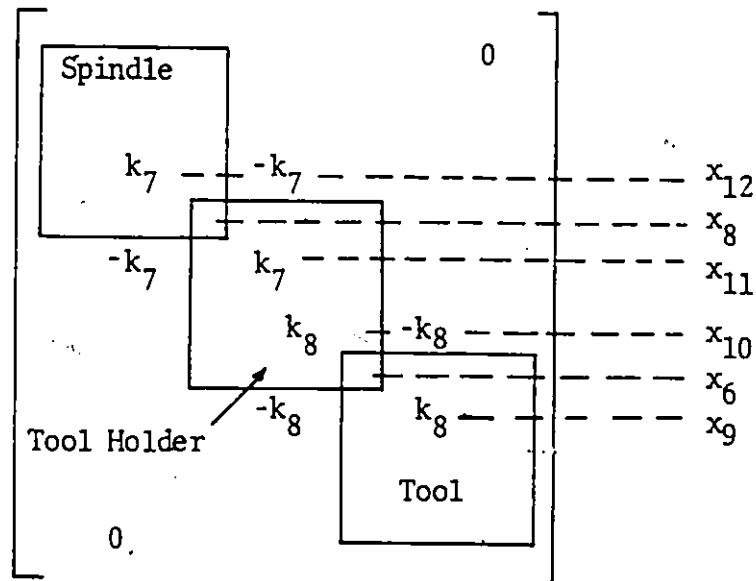 0
Spindle
k₇ -k₇ x₁₂
x₈
-k₇ k₇ x₁₁
k₈ -k₈ x₁₀
x₆
-k₈ k₈ x₉
Tool Holder
Tool
0